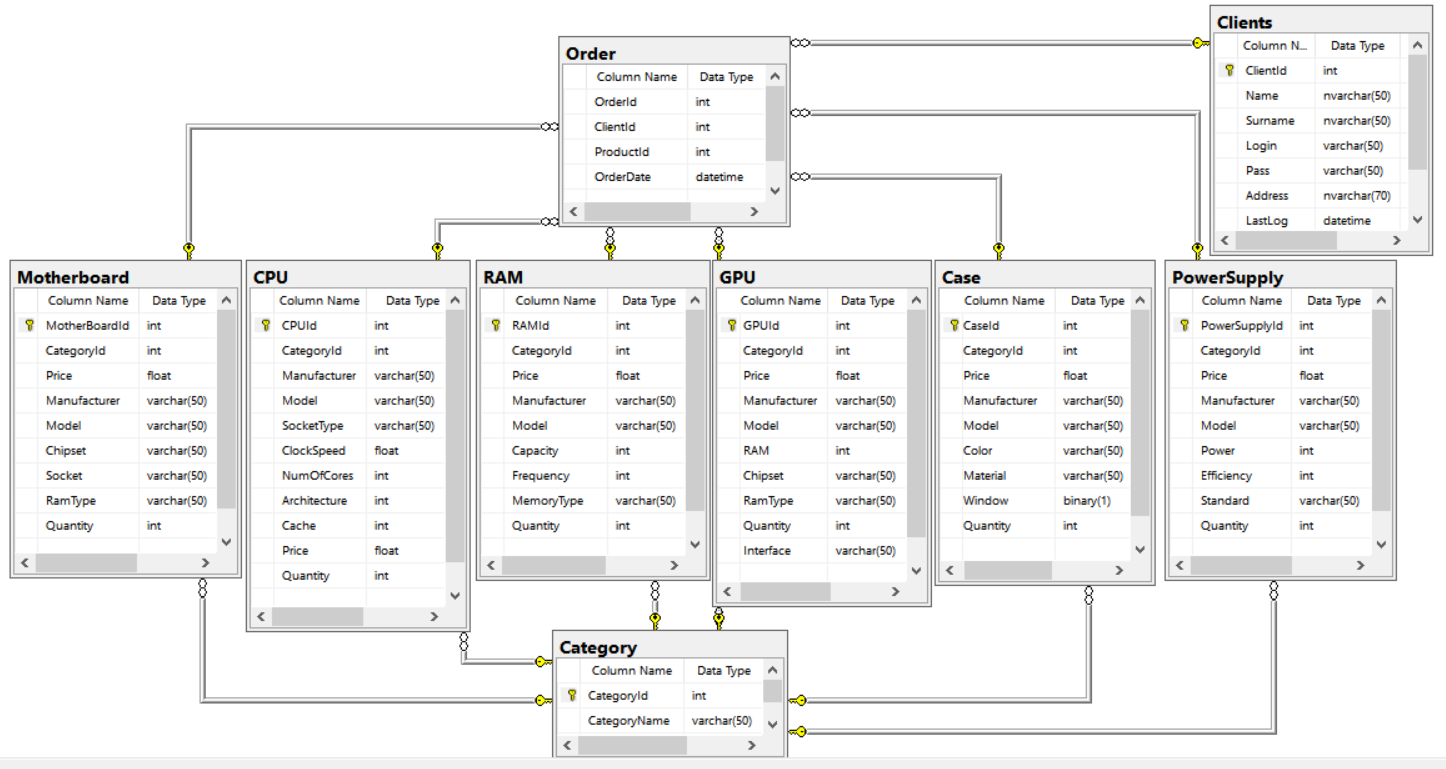 Order
Column Name Data Type
OrderId int
ClientId int
ProductId int
OrderDate datetime
Clients
Column N... Data Type
ClientId int
Name nvarchar(50)
Surname nvarchar(50)
Login varchar(50)
Pass varchar(50)
Address nvarchar(70)
LastLog datetime
Motherboard
Column Name Data Type
MotherBoardId int
CategoryId int
Price float
Manufacturer varchar(50)
Model varchar(50)
Chipset varchar(50)
Socket varchar(50)
RamType varchar(50)
Quantity int
CPU
Column Name Data Type
CPUId int
CategoryId int
Manufacturer varchar(50)
Model varchar(50)
SocketType varchar(50)
ClockSpeed float
NumOfCores int
Architecture int
Cache int
Price float
Quantity int
RAM
Column Name Data Type
RAMId int
CategoryId int
Price float
Manufacturer varchar(50)
Model varchar(50)
Capacity int
Frequency int
MemoryType varchar(50)
Quantity int
GPU
Column Name Data Type
GPUId int
CategoryId int
Price float
Manufacturer varchar(50)
Model varchar(50)
RAM int
Chipset varchar(50)
RamType varchar(50)
Quantity int
Interface varchar(50)
Case
Column Name Data Type
CaseId int
CategoryId int
Price float
Manufacturer varchar(50)
Model varchar(50)
Color varchar(50)
Material varchar(50)
Window binary(1)
Quantity int
PowerSupply
Column Name Data Type
PowerSupplyId int
CategoryId int
Price float
Manufacturer varchar(50)
Model varchar(50)
Power int
Efficiency int
Standard varchar(50)
Quantity int
Category
Column Name Data Type
CategoryId int
CategoryName varchar(50)